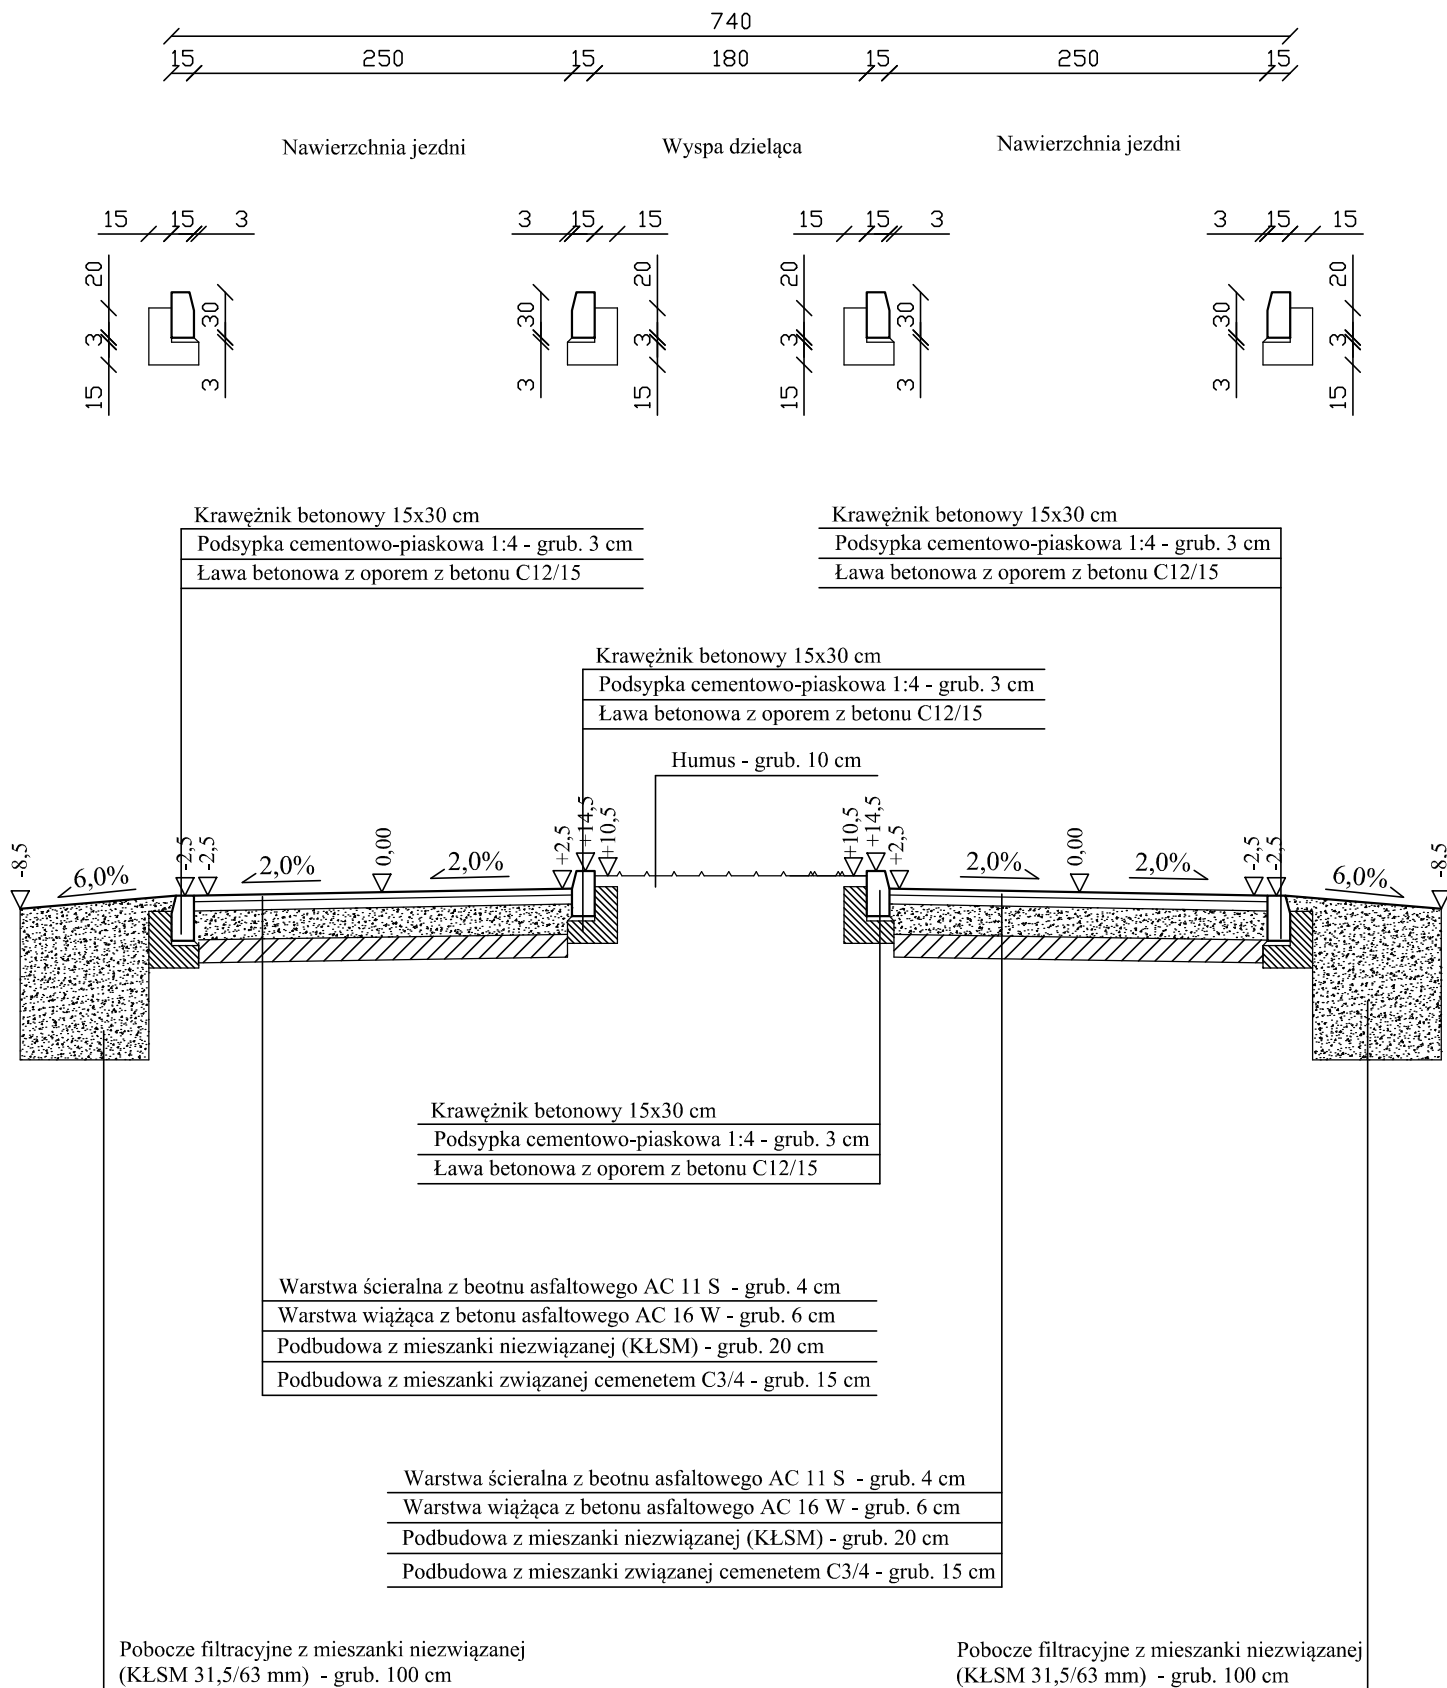 740
15 250 15 180 15 250 15
Nawierzchnia jezdni Wyspa dzieląca Nawierzchnia jezdni
15 15 3 3 15 15 15 15 3 3 15 15
20 30 3 3 15
30 20 3 3 15
20 30 3 3 15
30 20 3 3 15
Krawężnik betonowy 15x30 cm
Podsypka cementowo-piaskowa 1:4 - grub. 3 cm
Ława betonowa z oporem z betonu C12/15
Krawężnik betonowy 15x30 cm
Podsypka cementowo-piaskowa 1:4 - grub. 3 cm
Ława betonowa z oporem z betonu C12/15
Krawężnik betonowy 15x30 cm
Podsypka cementowo-piaskowa 1:4 - grub. 3 cm
Ława betonowa z oporem z betonu C12/15
Humus - grub. 10 cm
-8,5 -2,5 -2,5 0,00 +2,5 +14,5 +10,5 +10,5 +14,5 +2,5 0,00 -2,5 -2,5 -8,5
6,0% 2,0% 2,0% 2,0% 2,0% 6,0%
Krawężnik betonowy 15x30 cm
Podsypka cementowo-piaskowa 1:4 - grub. 3 cm
Ława betonowa z oporem z betonu C12/15
Warstwa ścieralna z beotnu asfaltowego AC 11 S - grub. 4 cm
Warstwa wiążąca z betonu asfaltowego AC 16 W - grub. 6 cm
Podbudowa z mieszanki niezwiązanej (KŁSM) - grub. 20 cm
Podbudowa z mieszanki związanej cemenetem C3/4 - grub. 15 cm
Warstwa ścieralna z beotnu asfaltowego AC 11 S - grub. 4 cm
Warstwa wiążąca z betonu asfaltowego AC 16 W - grub. 6 cm
Podbudowa z mieszanki niezwiązanej (KŁSM) - grub. 20 cm
Podbudowa z mieszanki związanej cemenetem C3/4 - grub. 15 cm
Pobocze filtracyjne z mieszanki niezwiązanej
(KŁSM 31,5/63 mm) - grub. 100 cm
Pobocze filtracyjne z mieszanki niezwiązanej
(KŁSM 31,5/63 mm) - grub. 100 cm